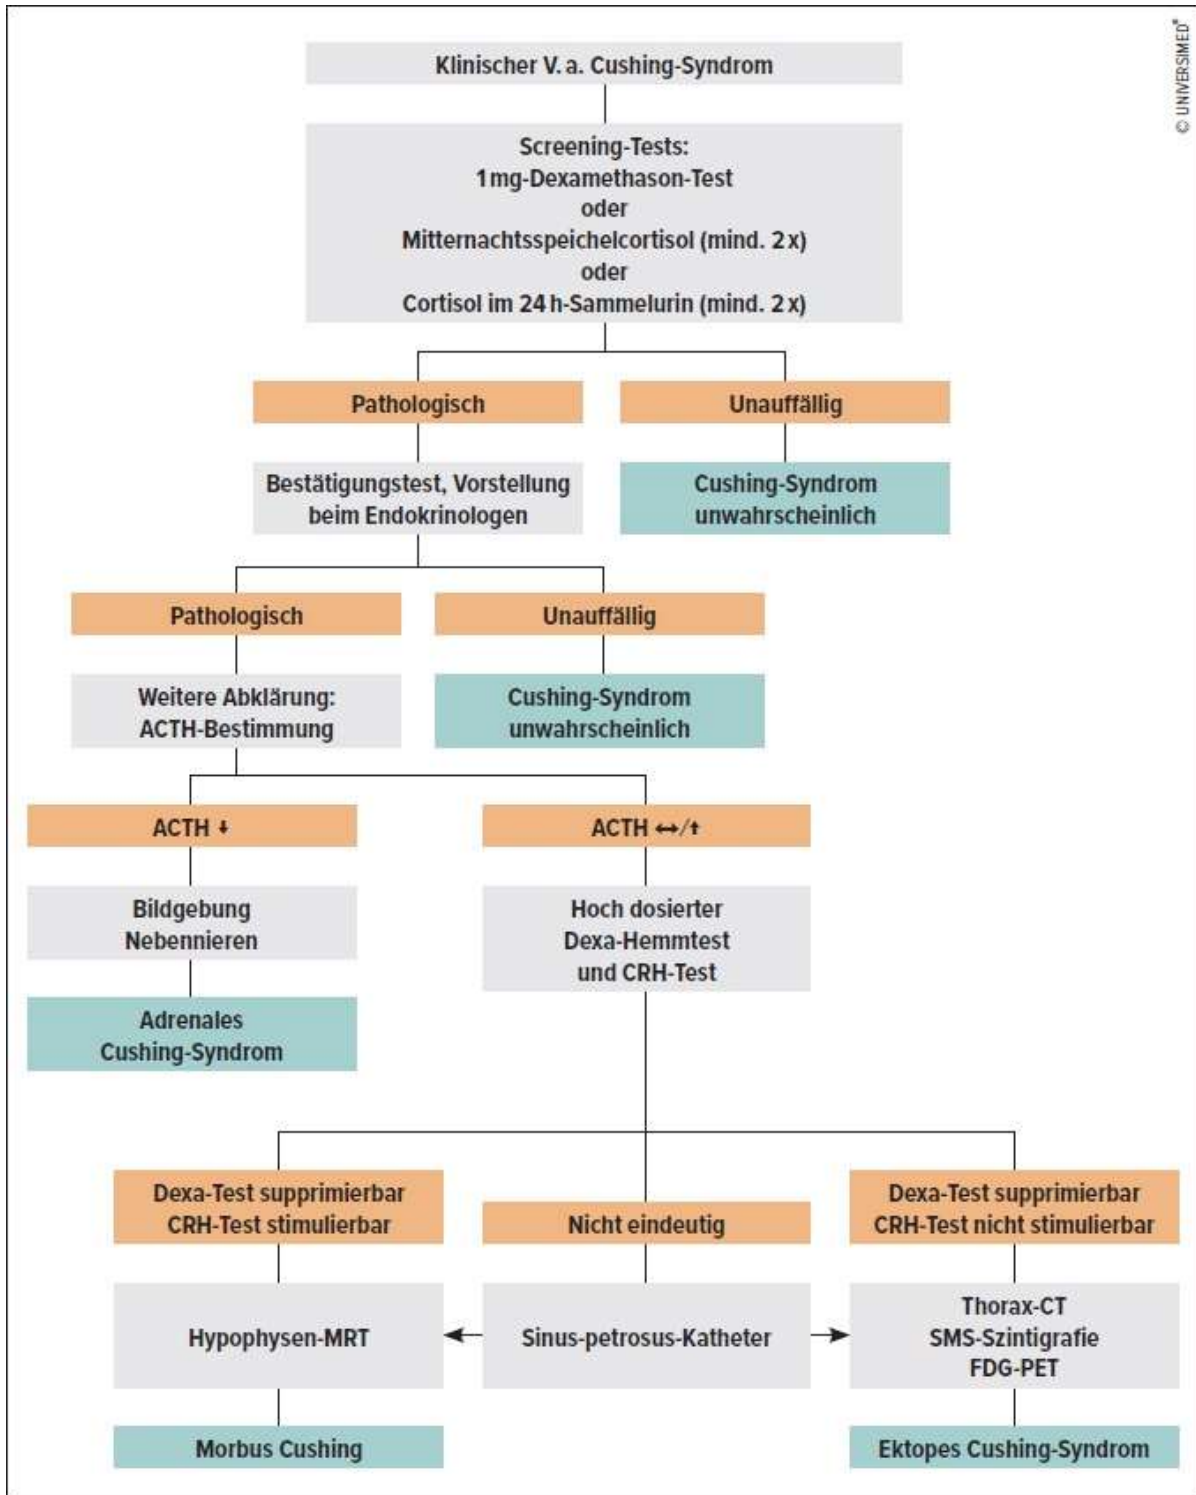 © UNIVERSIMED®
Klinischer V. a. Cushing-Syndrom
Screening-Tests:
1 mg-Dexamethason-Test
oder
Mitternachtsspeichelcortisol (mind. 2 x)
oder
Cortisol im 24 h-Sammelurin (mind. 2 x)
Pathologisch
Unauffällig
Bestätigungstest, Vorstellung
beim Endokrinologen
Cushing-Syndrom
unwahrscheinlich
Pathologisch
Unauffällig
Weitere Abklärung:
ACTH-Bestimmung
Cushing-Syndrom
unwahrscheinlich
ACTH ↓
ACTH ↔/↑
Bildgebung
Nebennieren
Hoch dosierter
Dexa-Hemmtest
und CRH-Test
Adrenales
Cushing-Syndrom
Dexa-Test supprimierbar
CRH-Test stimulierbar
Nicht eindeutig
Dexa-Test supprimierbar
CRH-Test nicht stimulierbar
Hypophysen-MRT
Sinus-petrosus-Katheter
Thorax-CT
SMS-Szintigrafie
FDG-PET
Morbus Cushing
Ektopes Cushing-Syndrom